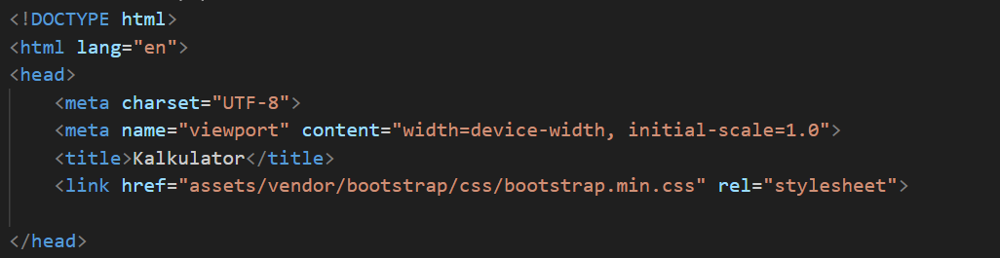 <!DOCTYPE html>
<html lang="en">
<head>
    <meta charset="UTF-8">
    <meta name="viewport" content="width=device-width, initial-scale=1.0">
    <title>Kalkulator</title>
    <link href="assets/vendor/bootstrap/css/bootstrap.min.css" rel="stylesheet">
</head>